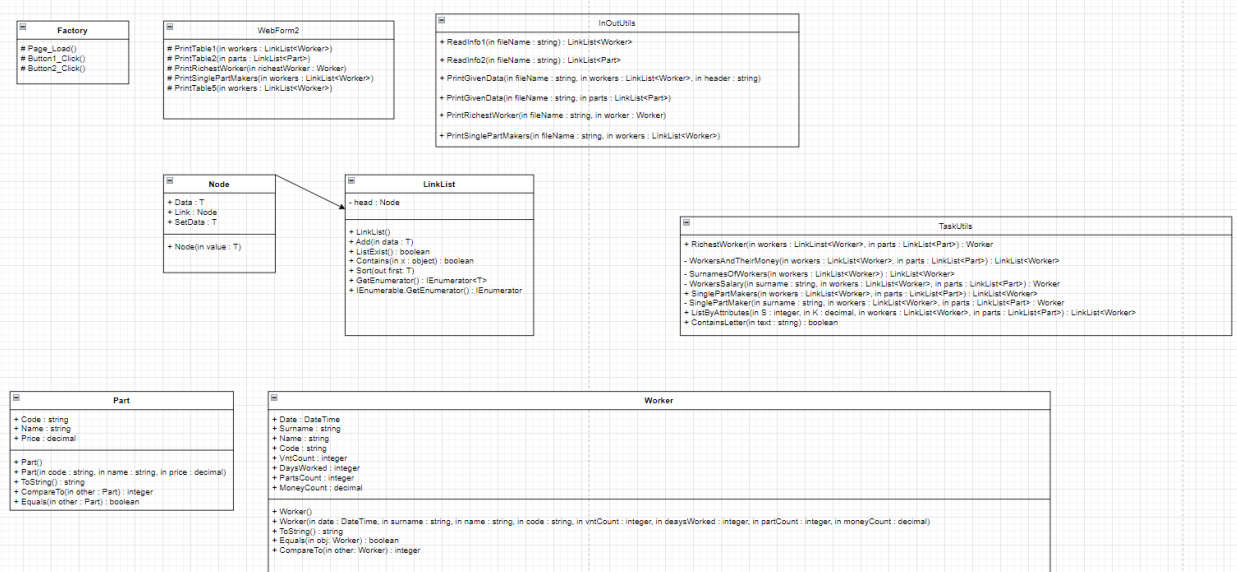 Factory
# Page_Load()
# Button1_Click()
# Button2_Click()
WebForm2
# PrintTable1(in workers : LinkList<Worker>)
# PrintTable2(in parts : LinkList<Part>)
# PrintRichestWorker(in richestWorker : Worker)
# PrintSinglePartMakers(in workers : LinkList<Worker>)
# PrintTable5(in workers : LinkList<Worker>)
InOutUtils
+ ReadInfo1(in fileName : string) : LinkList<Worker>
+ ReadInfo2(in fileName : string) : LinkList<Part>
+ PrintGivenData(in fileName : string, in workers : LinkList<Worker>, in header : string)
+ PrintGivenData(in fileName : string, in parts : LinkList<Part>)
+ PrintRichestWorker(in fileName : string, in worker : Worker)
+ PrintSinglePartMakers(in fileName : string, in workers : LInkList<Worker>)
Node
+ Data : T
+ Link : Node
+ SetData : T
+ Node(in value : T)
LinkList
- head : Node
+ LinkList()
+ Add(in data : T)
+ ListExist() : boolean
+ Contains(in x : object) : boolean
+ Sort(out first: T)
+ GetEnumerator() : IEnumerator<T>
+ IEnumerable.GetEnumerator() : IEnumerator
TaskUtils
+ RichestWorker(in workers : LinkLinst<Worker>, in parts : LinkList<Part>) : Worker
- WorkersAndTheirMoney(in workers : LinkList<Worker>, in parts : LinkList<Part>) : LinkList<Worker>
- SurnamesOfWorkers(in workers : LinkList<Worker>) : LinkList<Worker>
- WorkersSalary(in surname : string, in workers : LinkList<Worker>, in parts : LinkList<Part>) : Worker
+ SinglePartMakers(in workers : LinkList<Worker>, in parts : LinkList<Part>) : LinkList<Worker>
- SinglePartMaker(in surname : string, in workers : LinkList<Worker>, in parts : LinkList<Part> : Worker
+ ListByAttributes(in S : integer, in K : decimal, in workers : LinkList<Worker>, in parts : LinkList<Part>) : LinkList<Worker>
+ ContainsLetter(in text : string) : boolean
Part
+ Code : string
+ Name : string
+ Price : decimal
+ Part()
+ Part(in code : string, in name : string, in price : decimal)
+ ToString() : string
+ CompareTo(in other : Part) : integer
+ Equals(in other : Part) : boolean
Worker
+ Date : DateTime
+ Surname : string
+ Name : string
+ Code : string
+ VntCount : integer
+ DaysWorked : integer
+ PartsCount : integer
+ MoneyCount : decimal
+ Worker()
+ Worker(in date : DateTime, in surname : string, in name : string, in code : string, in vntCount : integer, in deaysWorked : integer, in partCount : integer, in moneyCount : decimal)
+ ToString() : string
+ Equals(in obj: Worker) : boolean
+ CompareTo(in other: Worker) : integer